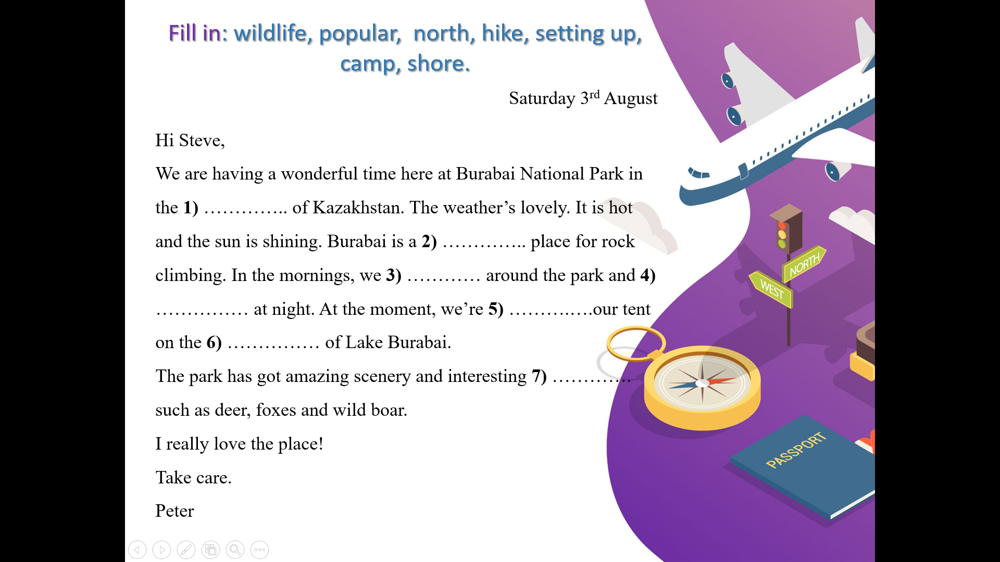 Fill in: wildlife, popular, north, hike, setting up,
camp, shore.
Saturday 3rd August
Hi Steve,
We are having a wonderful time here at Burabai National Park in
the 1) ………….. of Kazakhstan. The weather’s lovely. It is hot
and the sun is shining. Burabai is a 2) ………….. place for rock
climbing. In the mornings, we 3) ………… around the park and 4)
…………… at night. At the moment, we’re 5) ……….….our tent
on the 6) …………… of Lake Burabai.
The park has got amazing scenery and interesting 7) ………….
such as deer, foxes and wild boar.
I really love the place!
Take care.
Peter
NORTH
WEST
PASSPORT